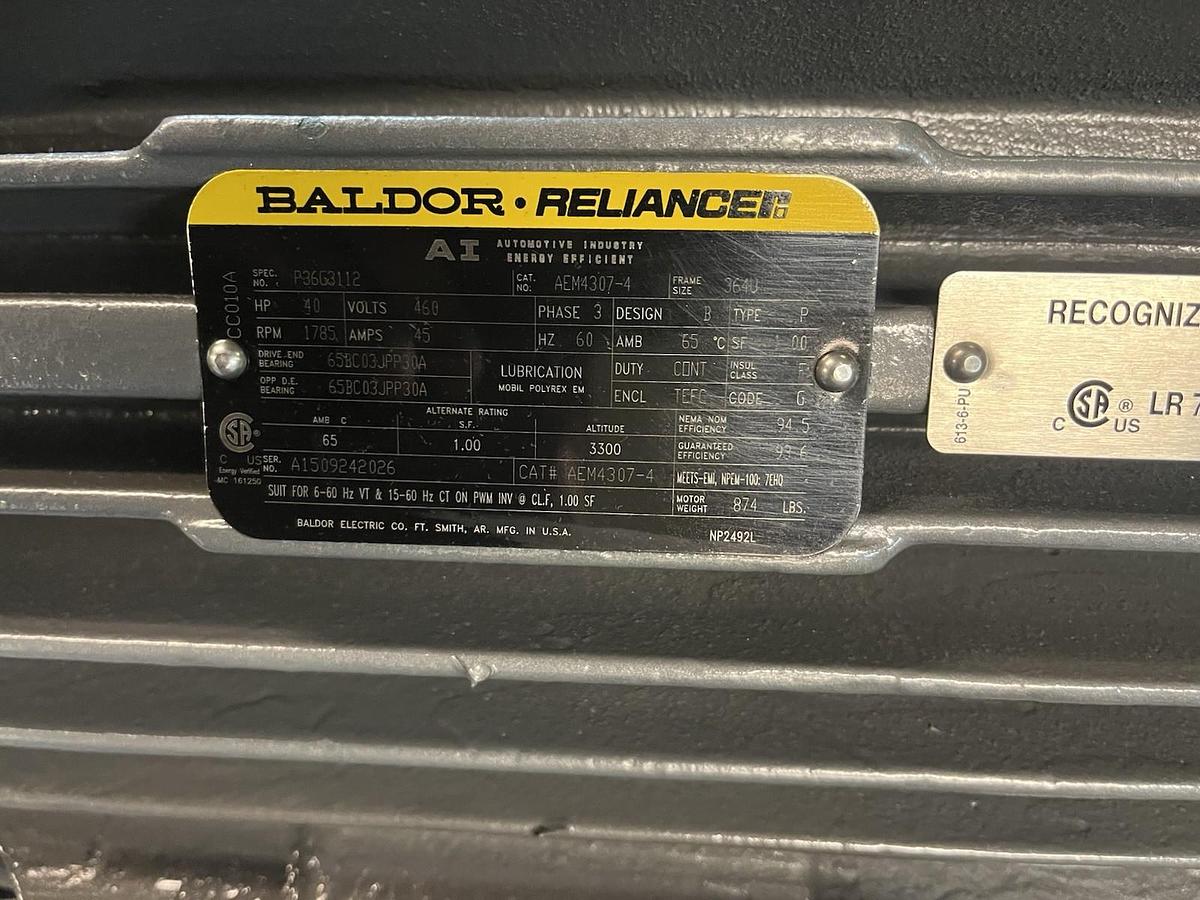 BALDOR • RELIANCE
AI AUTOMOTIVE INDUSTRY
ENERGY EFFICIENT
CC010A
SPEC. NO. P36G3112 CAT. NO: AEM4307-4 FRAME SIZE 364U
HP 40 VOLTS 460 PHASE 3 DESIGN B TYPE P
RPM 1785 AMPS 45 HZ 60 AMB 65 °C SF 1.00
DRIVE END BEARING 65BC03JPP30A LUBRICATION MOBIL POLYREX EM DUTY CONT INSUL CLASS F
OPP D.E. BEARING 65BC03JPP30A ENCL TEFC CODE G
ALTERNATE RATING
AMB C S.F. ALTITUDE NEMA NOM EFFICIENCY 94.5
65 1.00 3300 GUARANTEED EFFICIENCY 93.6
SA ®
C US
Energy Verified
MC 161250
SER. NO. A1509242026 CAT# AEM4307-4 MEETS-EMI, NPEM-100: 7EHO
SUIT FOR 6-60 Hz VT & 15-60 Hz CT ON PWM INV @ CL.F, 1.00 SF MOTOR WEIGHT 874 LBS.
BALDOR ELECTRIC CO. FT. SMITH, AR. MFG. IN U.S.A. NP2492L
RECOGNIZ
613-6-PU
C SA ® US LR 7